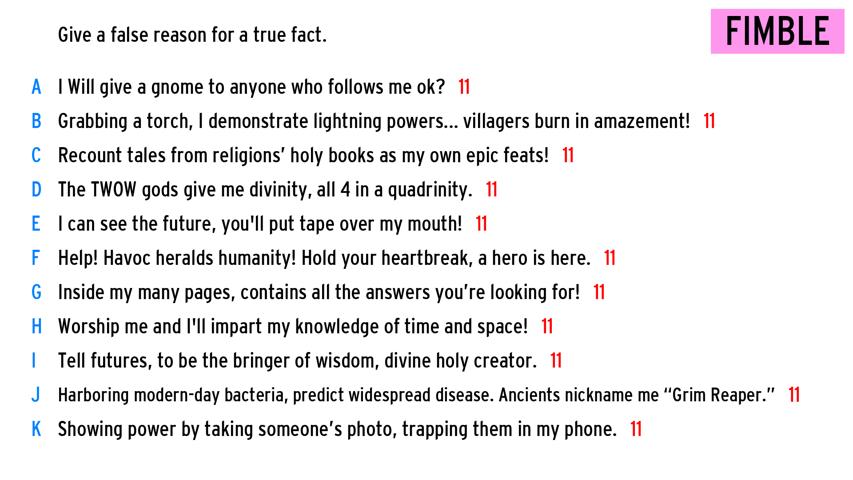 Give a false reason for a true fact.
FIMBLE
A I Will give a gnome to anyone who follows me ok? 11
B Grabbing a torch, I demonstrate lightning powers... villagers burn in amazement! 11
C Recount tales from religions’ holy books as my own epic feats! 11
D The TWOW gods give me divinity, all 4 in a quadrinity. 11
E I can see the future, you'll put tape over my mouth! 11
F Help! Havoc heralds humanity! Hold your heartbreak, a hero is here. 11
G Inside my many pages, contains all the answers you’re looking for! 11
H Worship me and I'll impart my knowledge of time and space! 11
I Tell futures, to be the bringer of wisdom, divine holy creator. 11
J Harboring modern-day bacteria, predict widespread disease. Ancients nickname me “Grim Reaper.” 11
K Showing power by taking someone’s photo, trapping them in my phone. 11